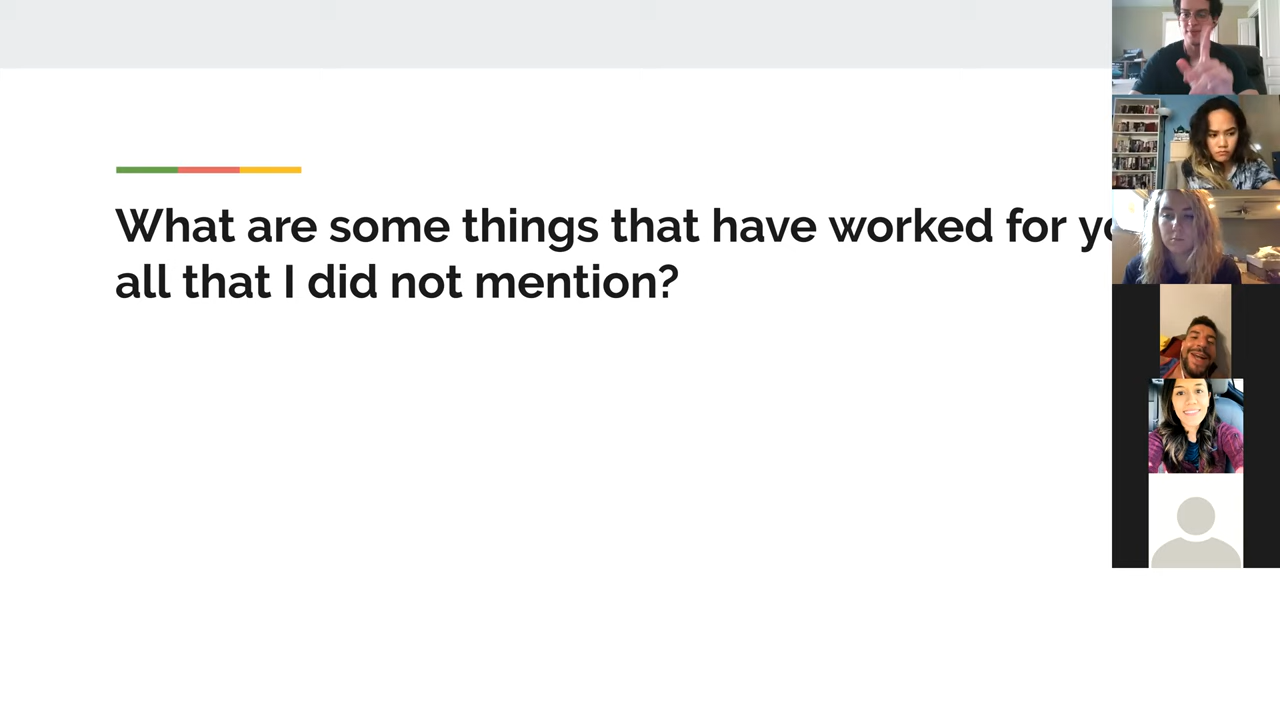 What are some things that have worked for
all that I did not mention?